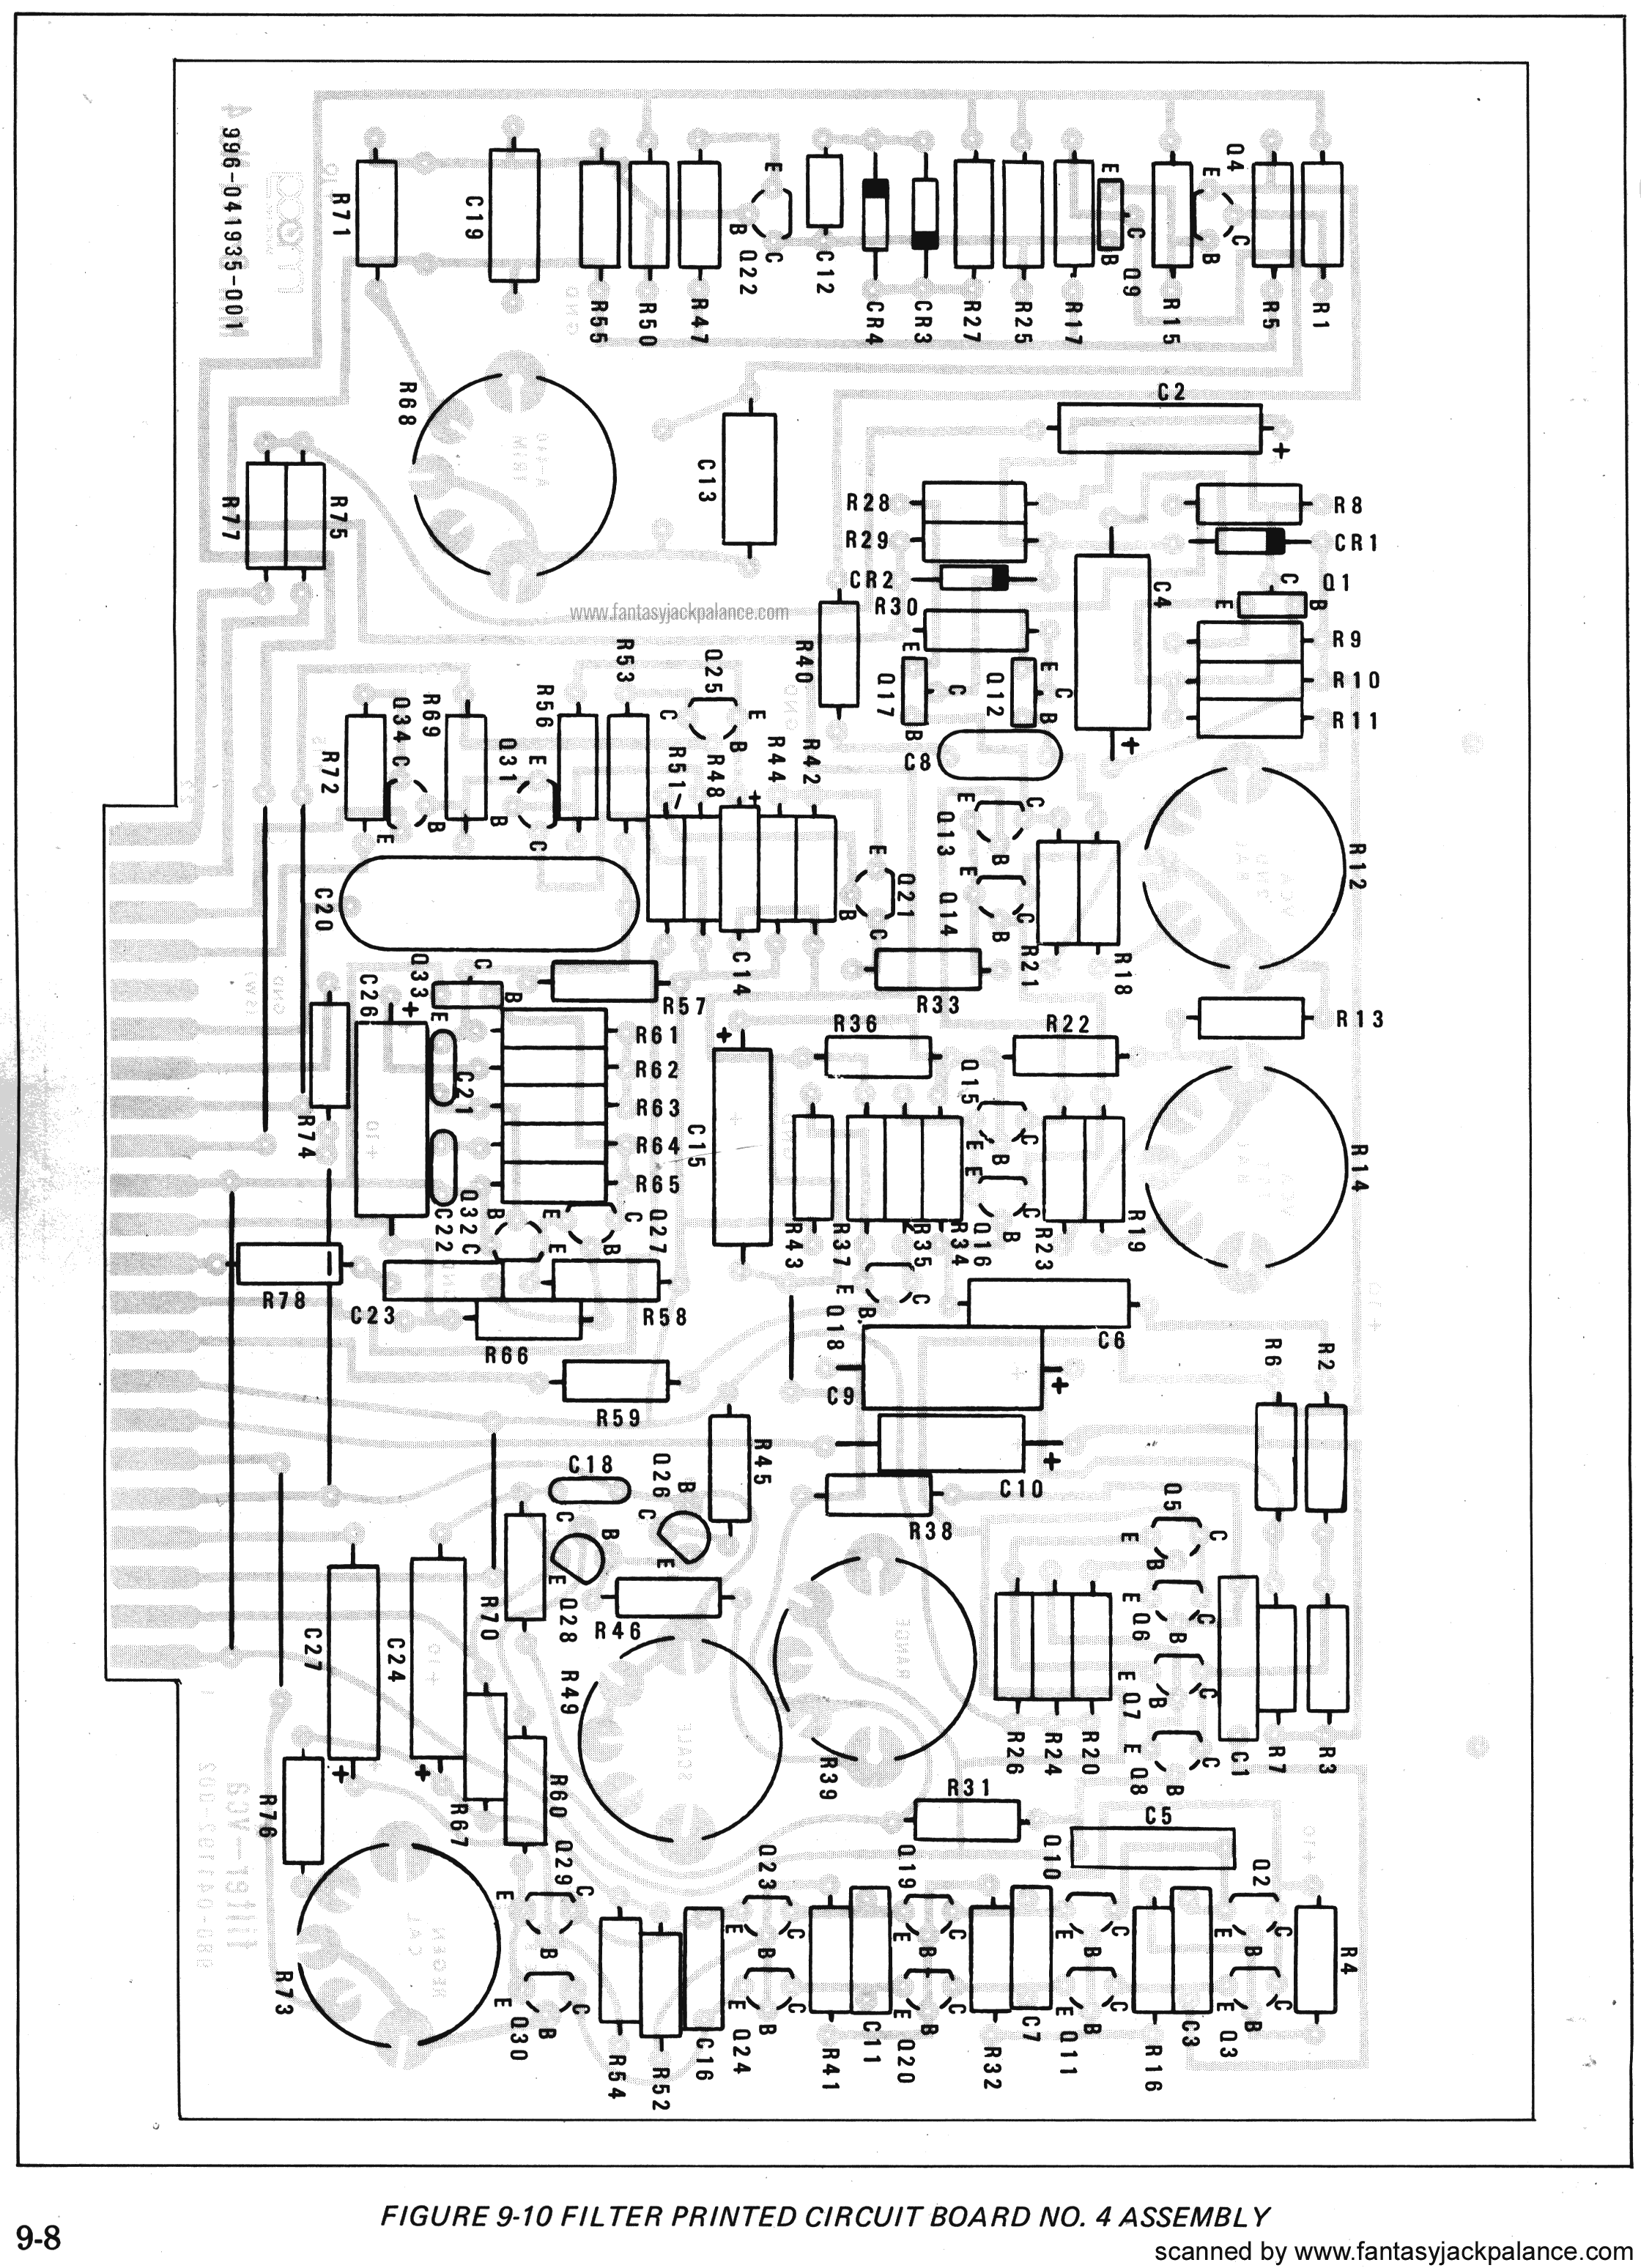 996-041935-001
R71
C19
R55
R50
R47
E
B
C
Q22
C12
CR4
CR3
R27
R25
R17
E
C
B
Q9
R15
Q4
E
C
B
R5
R1
R68
C13
C2
+
R77
R75
R28
R29
CR2
R30
R8
CR1
C4
C
Q1
E
B
R9
R10
R11
www.fantasyjackpalance.com
R40
E
Q17
C
B
Q12
E
C
B
C8
+
R53
Q25
C
E
B
R56
R69
Q34
C
B
E
R72
Q31
E
B
C
R51
R48
+
R44
R42
E
Q13
C
B
E
Q14
C
B
E
Q21
B
C
R12
C20
C14
R21
R18
R33
C26
+
Q33
C
B
E
R57
R61
R62
R63
R64
R65
C21
C22
R74
+
C15
R36
R22
R13
Q15
C
E
B
E
Q16
C
B
R43
R37
R35
R34
R23
R19
R14
Q32
B
C
E
E
C
B
Q27
R78
C23
R58
R66
E
B
C
Q18
C6
C9
+
R59
R45
C10
+
R38
R6
R2
C18
Q26
B
C
E
C
B
E
Q28
R46
R70
R49
Q5
E
C
B
E
Q6
C
B
E
Q7
B
C
E
Q8
C
B
C27
C24
+
+
R39
R26
R24
R20
C1
R7
R3
R31
C5
R76
R67
R60
R73
Q29
E
C
B
E
C
B
Q30
R54
R52
C16
Q23
E
C
B
E
C
B
Q24
R41
C11
Q19
E
C
B
E
C
B
Q20
R32
C7
Q10
E
C
B
E
C
B
Q11
R16
C3
Q2
E
C
B
E
C
B
Q3
R4
FIGURE 9-10 FILTER PRINTED CIRCUIT BOARD NO. 4 ASSEMBLY
9-8
scanned by www.fantasyjackpalance.com